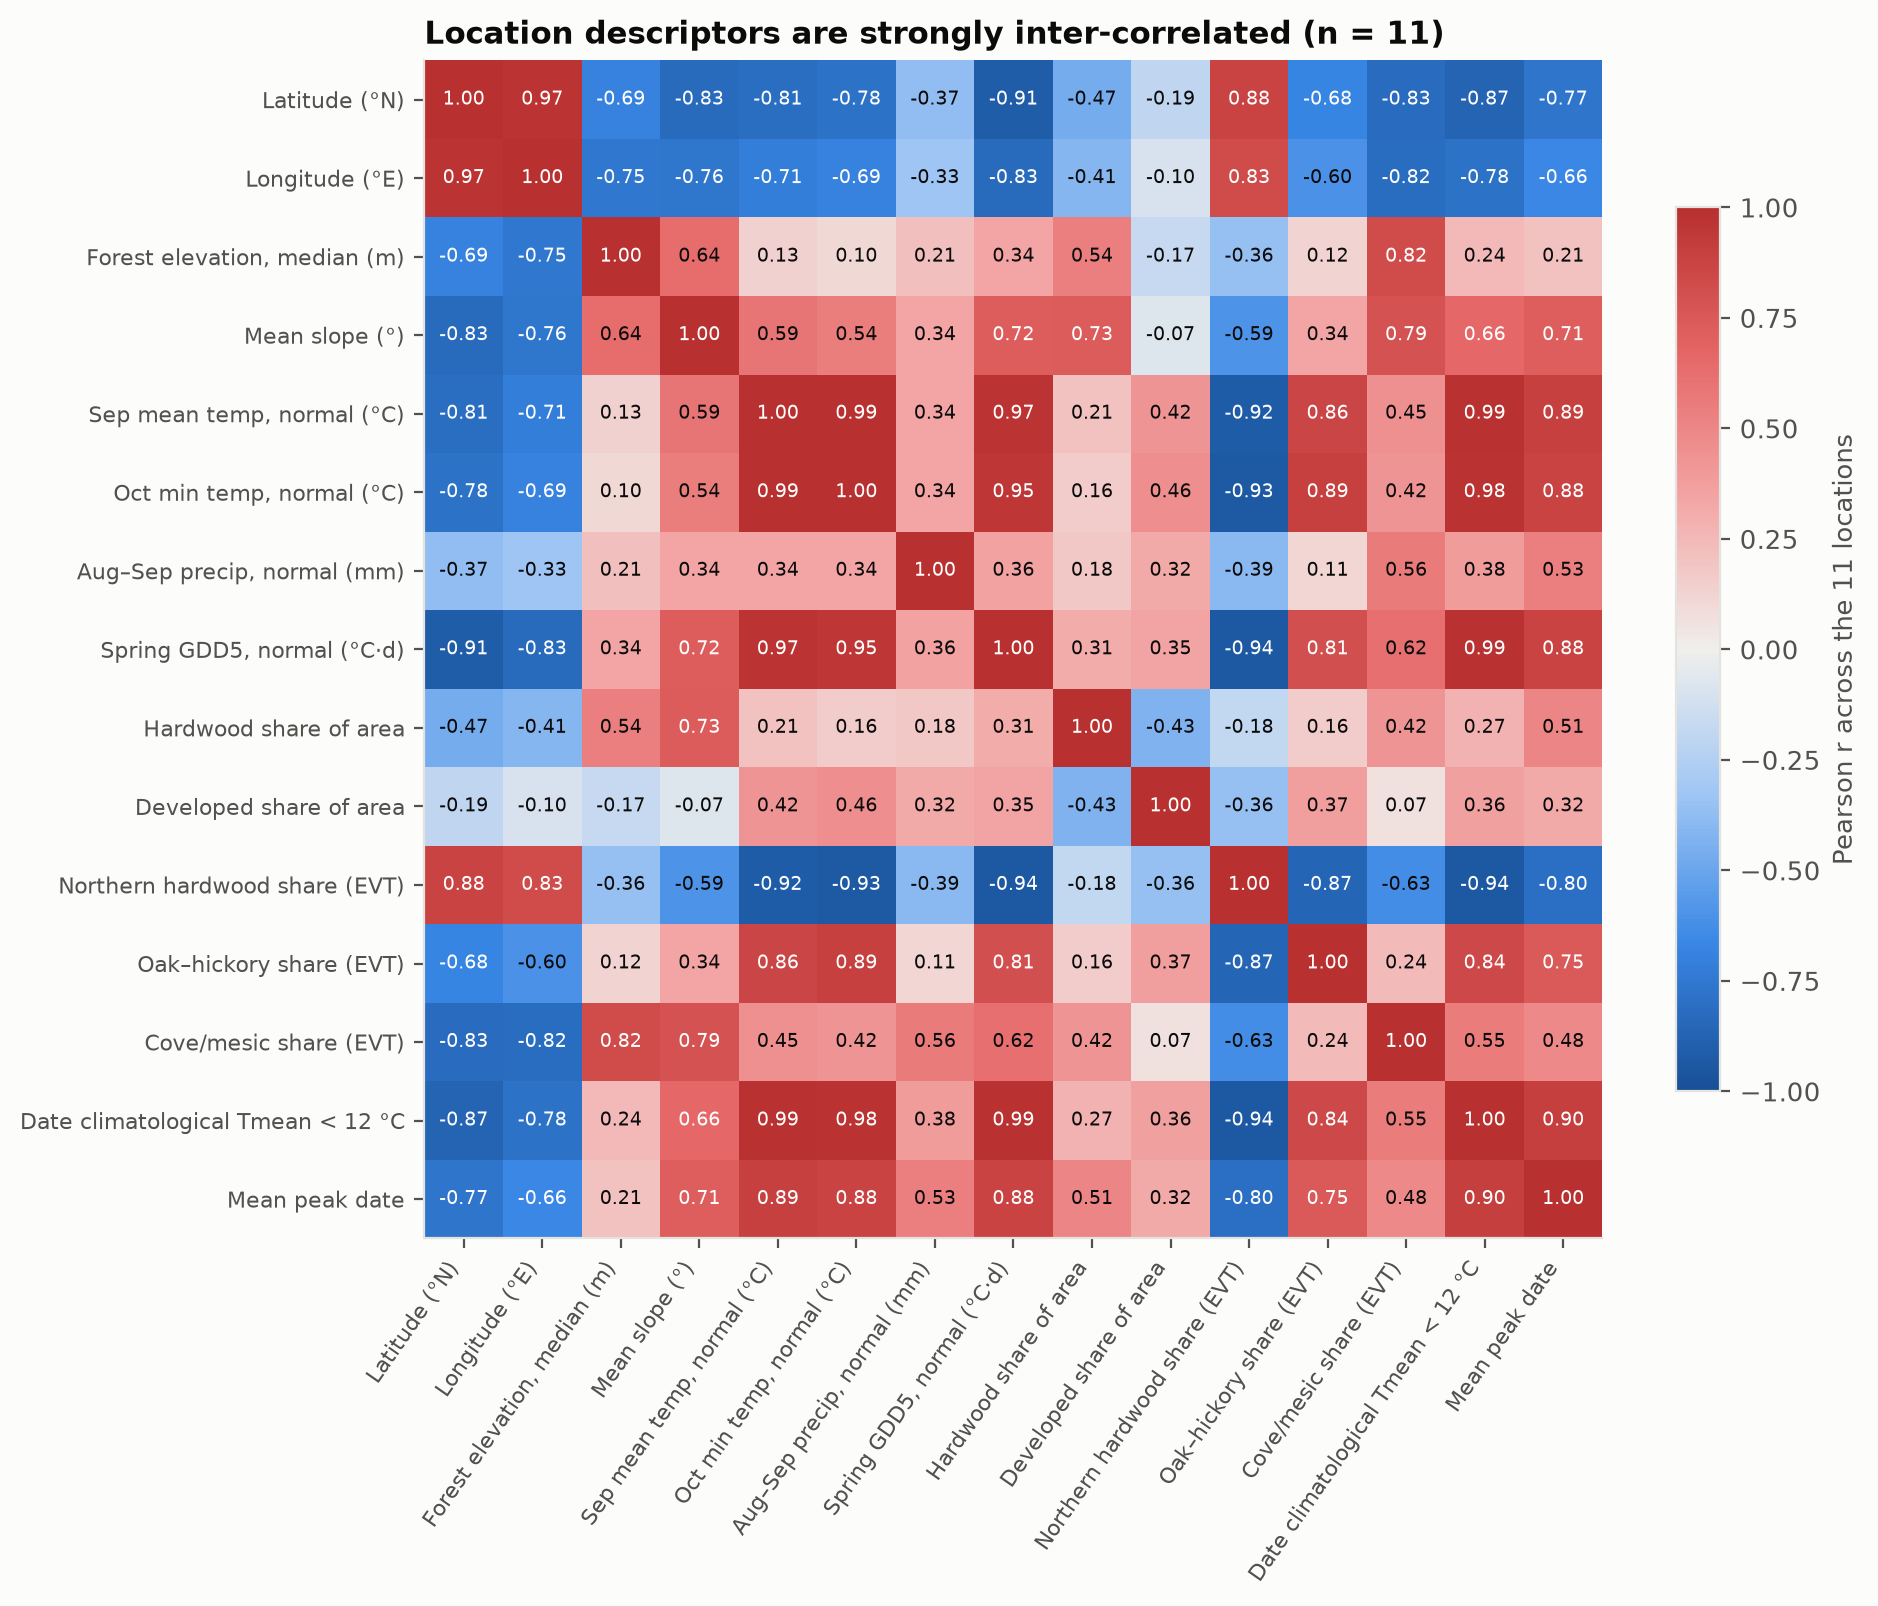 Location descriptors are strongly inter-correlated (n = 11)
Latitude (°N) 1.00 0.97 -0.69 -0.83 -0.81 -0.78 -0.37 -0.91 -0.47 -0.19 0.88 -0.68 -0.83 -0.87 -0.77
Longitude (°E) 0.97 1.00 -0.75 -0.76 -0.71 -0.69 -0.33 -0.83 -0.41 -0.10 0.83 -0.60 -0.82 -0.78 -0.66
Forest elevation, median (m) -0.69 -0.75 1.00 0.64 0.13 0.10 0.21 0.34 0.54 -0.17 -0.36 0.12 0.82 0.24 0.21
Mean slope (°) -0.83 -0.76 0.64 1.00 0.59 0.54 0.34 0.72 0.73 -0.07 -0.59 0.34 0.79 0.66 0.71
Sep mean temp, normal (°C) -0.81 -0.71 0.13 0.59 1.00 0.99 0.34 0.97 0.21 0.42 -0.92 0.86 0.45 0.99 0.89
Oct min temp, normal (°C) -0.78 -0.69 0.10 0.54 0.99 1.00 0.34 0.95 0.16 0.46 -0.93 0.89 0.42 0.98 0.88
Aug–Sep precip, normal (mm) -0.37 -0.33 0.21 0.34 0.34 0.34 1.00 0.36 0.18 0.32 -0.39 0.11 0.56 0.38 0.53
Spring GDD5, normal (°C·d) -0.91 -0.83 0.34 0.72 0.97 0.95 0.36 1.00 0.31 0.35 -0.94 0.81 0.62 0.99 0.88
Hardwood share of area -0.47 -0.41 0.54 0.73 0.21 0.16 0.18 0.31 1.00 -0.43 -0.18 0.16 0.42 0.27 0.51
Developed share of area -0.19 -0.10 -0.17 -0.07 0.42 0.46 0.32 0.35 -0.43 1.00 -0.36 0.37 0.07 0.36 0.32
Northern hardwood share (EVT) 0.88 0.83 -0.36 -0.59 -0.92 -0.93 -0.39 -0.94 -0.18 -0.36 1.00 -0.87 -0.63 -0.94 -0.80
Oak–hickory share (EVT) -0.68 -0.60 0.12 0.34 0.86 0.89 0.11 0.81 0.16 0.37 -0.87 1.00 0.24 0.84 0.75
Cove/mesic share (EVT) -0.83 -0.82 0.82 0.79 0.45 0.42 0.56 0.62 0.42 0.07 -0.63 0.24 1.00 0.55 0.48
Date climatological Tmean < 12 °C -0.87 -0.78 0.24 0.66 0.99 0.98 0.38 0.99 0.27 0.36 -0.94 0.84 0.55 1.00 0.90
Mean peak date -0.77 -0.66 0.21 0.71 0.89 0.88 0.53 0.88 0.51 0.32 -0.80 0.75 0.48 0.90 1.00
Latitude (°N)
Longitude (°E)
Forest elevation, median (m)
Mean slope (°)
Sep mean temp, normal (°C)
Oct min temp, normal (°C)
Aug–Sep precip, normal (mm)
Spring GDD5, normal (°C·d)
Hardwood share of area
Developed share of area
Northern hardwood share (EVT)
Oak–hickory share (EVT)
Cove/mesic share (EVT)
Date climatological Tmean < 12 °C
Mean peak date
1.00
0.75
0.50
0.25
0.00
−0.25
−0.50
−0.75
−1.00
Pearson r across the 11 locations